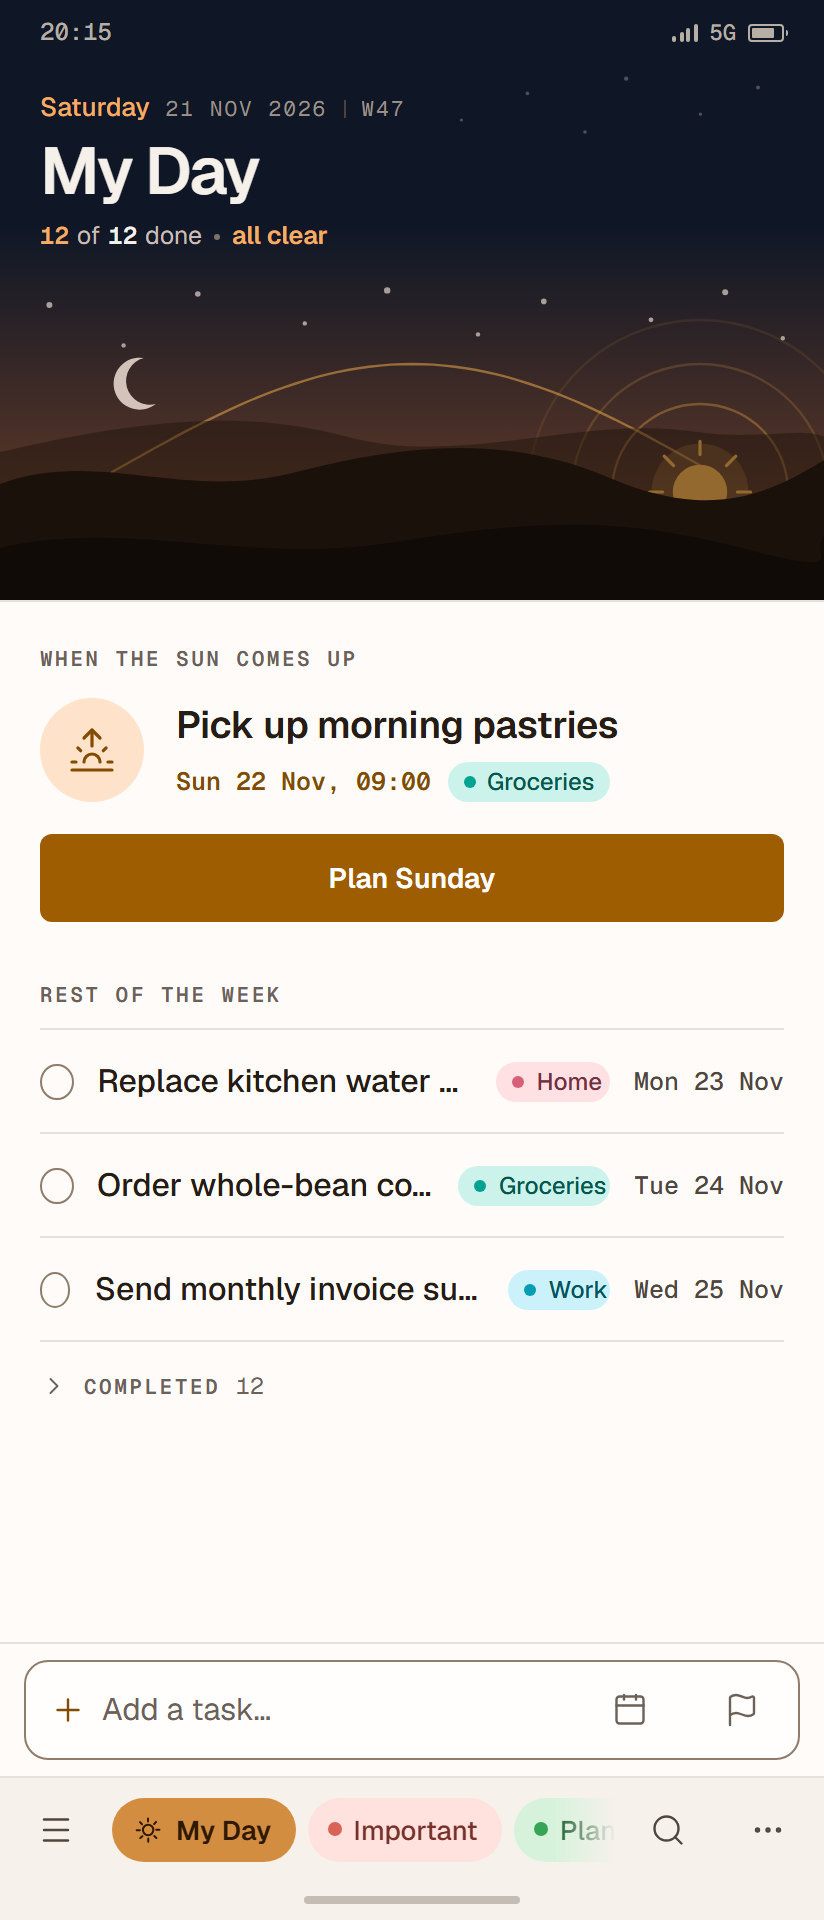 20:15 5G
Saturday 21 NOV 2026 | W47
My Day
12 of 12 done • all clear
WHEN THE SUN COMES UP
Pick up morning pastries
Sun 22 Nov, 09:00 Groceries
Plan Sunday
REST OF THE WEEK
Replace kitchen water ... Home Mon 23 Nov
Order whole-bean co... Groceries Tue 24 Nov
Send monthly invoice su... Work Wed 25 Nov
COMPLETED 12
Add a task...
My Day Important Plan